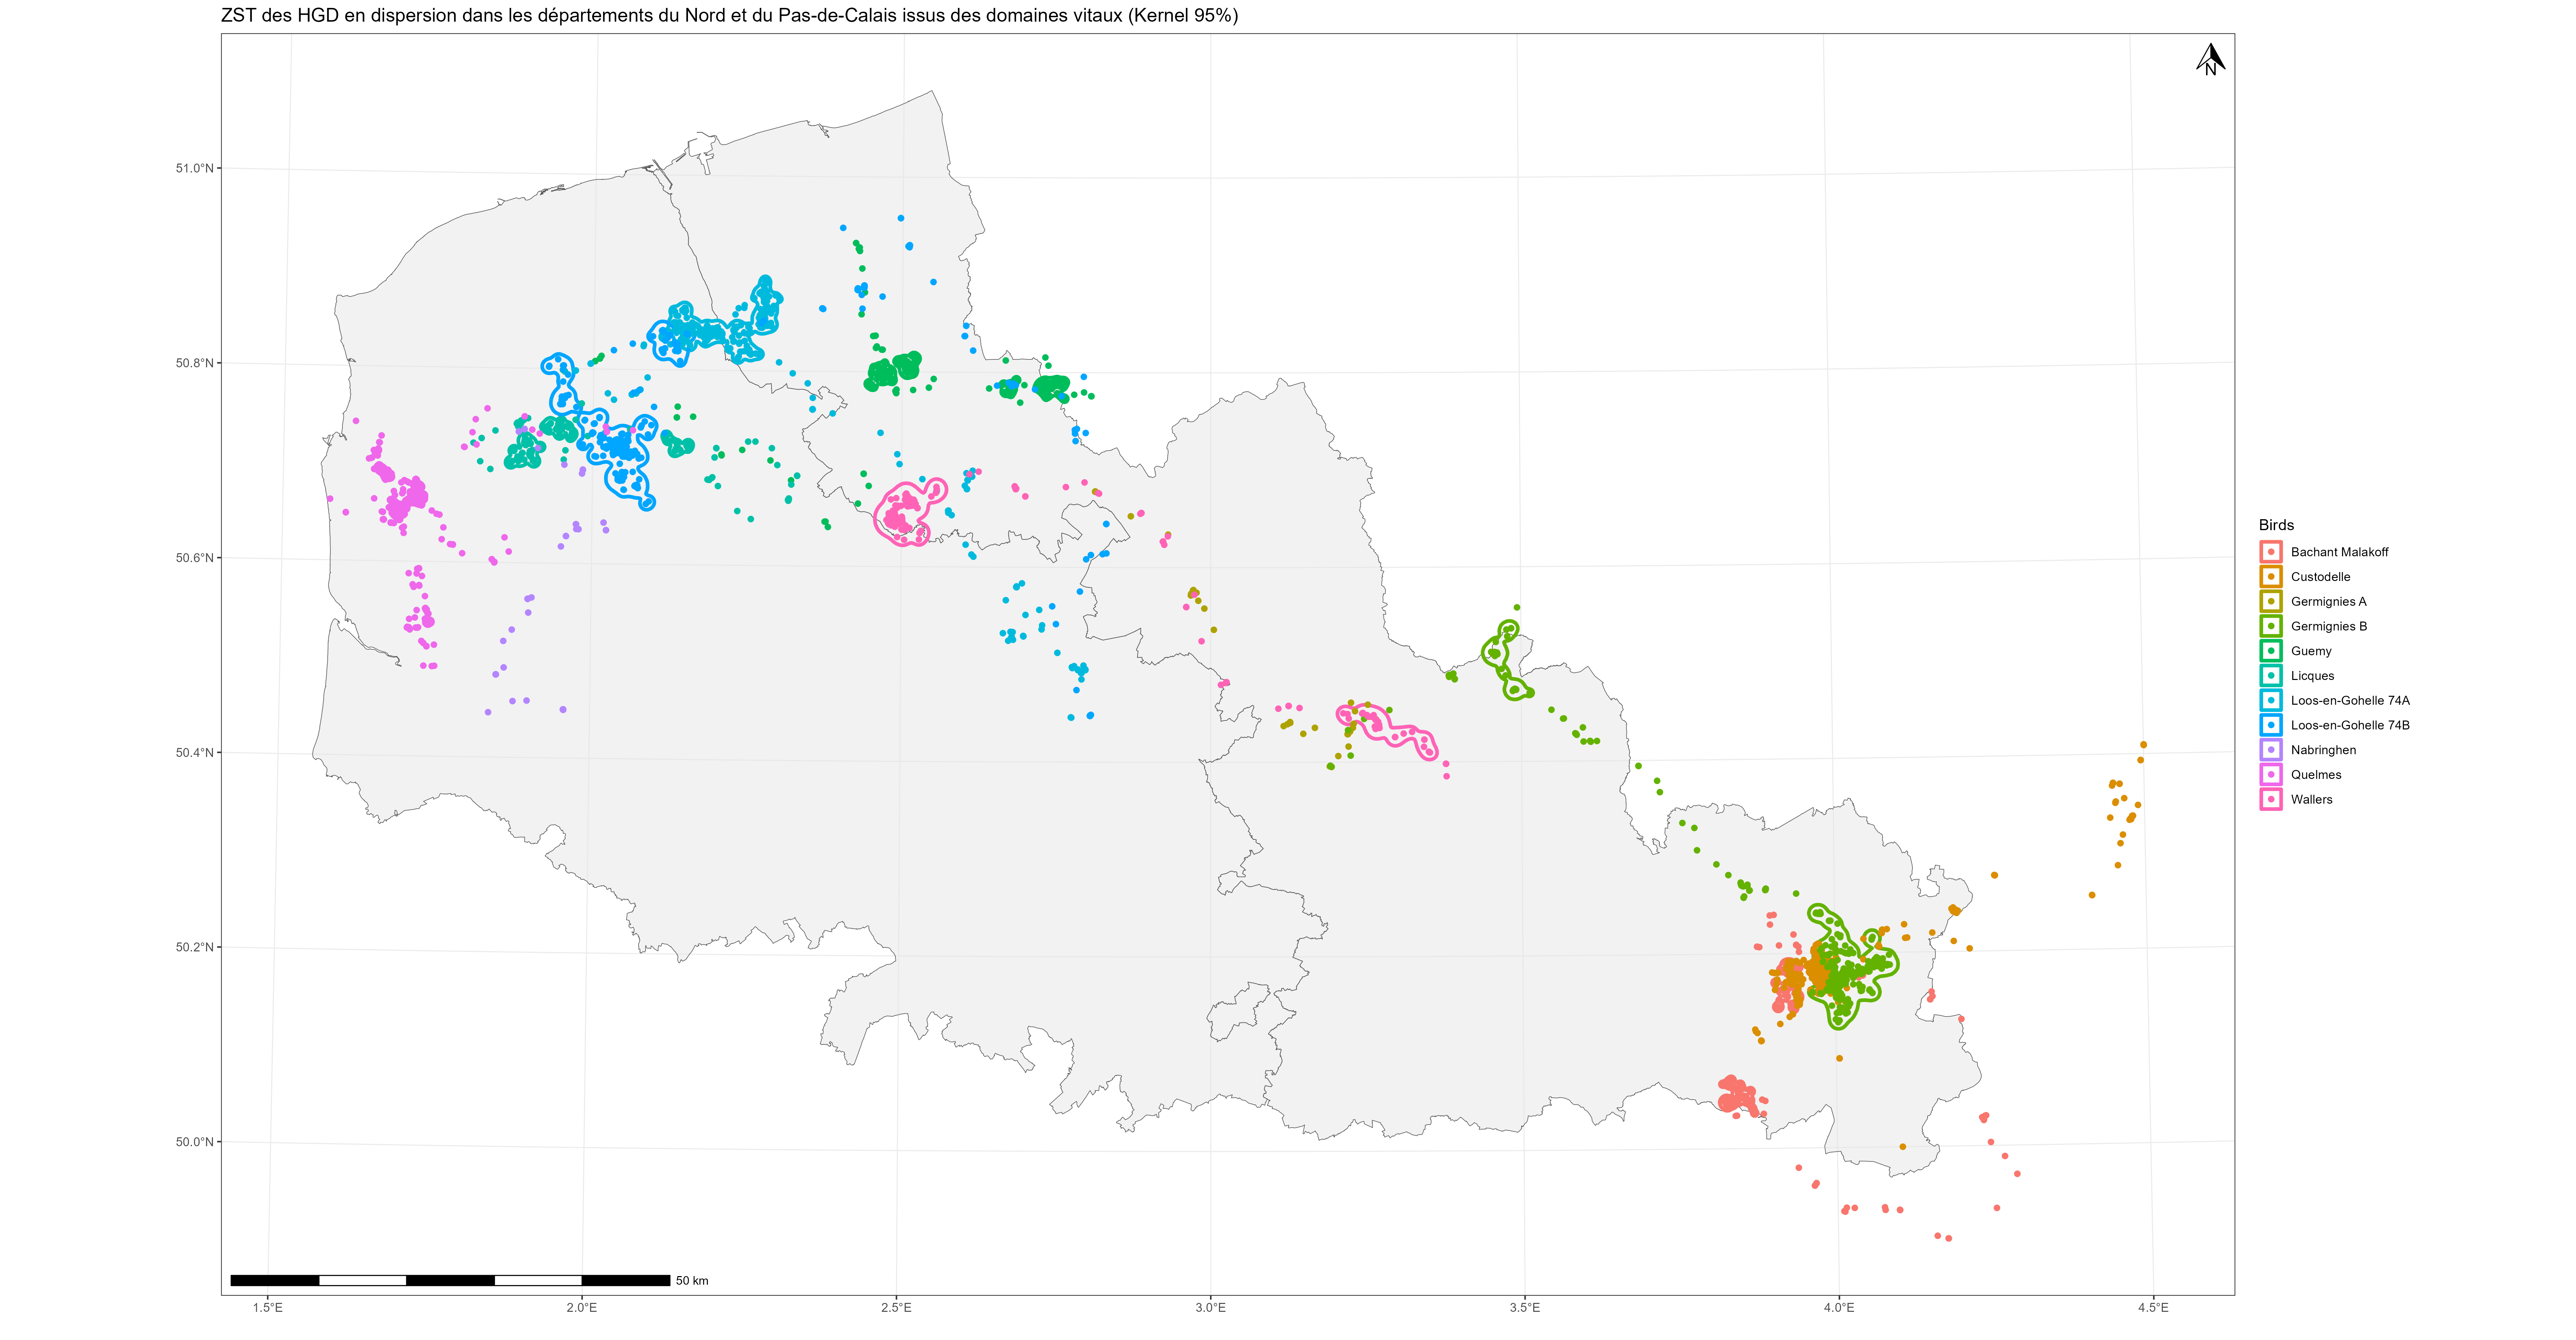 ZST des HGD en dispersion dans les départements du Nord et du Pas-de-Calais issus des domaines vitaux (Kernel 95%)
N
51.0°N
50.8°N
50.6°N
50.4°N
50.2°N
50.0°N
50 km
1.5°E
2.0°E
2.5°E
3.0°E
3.5°E
4.0°E
4.5°E
Birds
Bachant Malakoff
Custodelle
Germignies A
Germignies B
Guemy
Licques
Loos-en-Gohelle 74A
Loos-en-Gohelle 74B
Nabringhen
Quelmes
Wallers